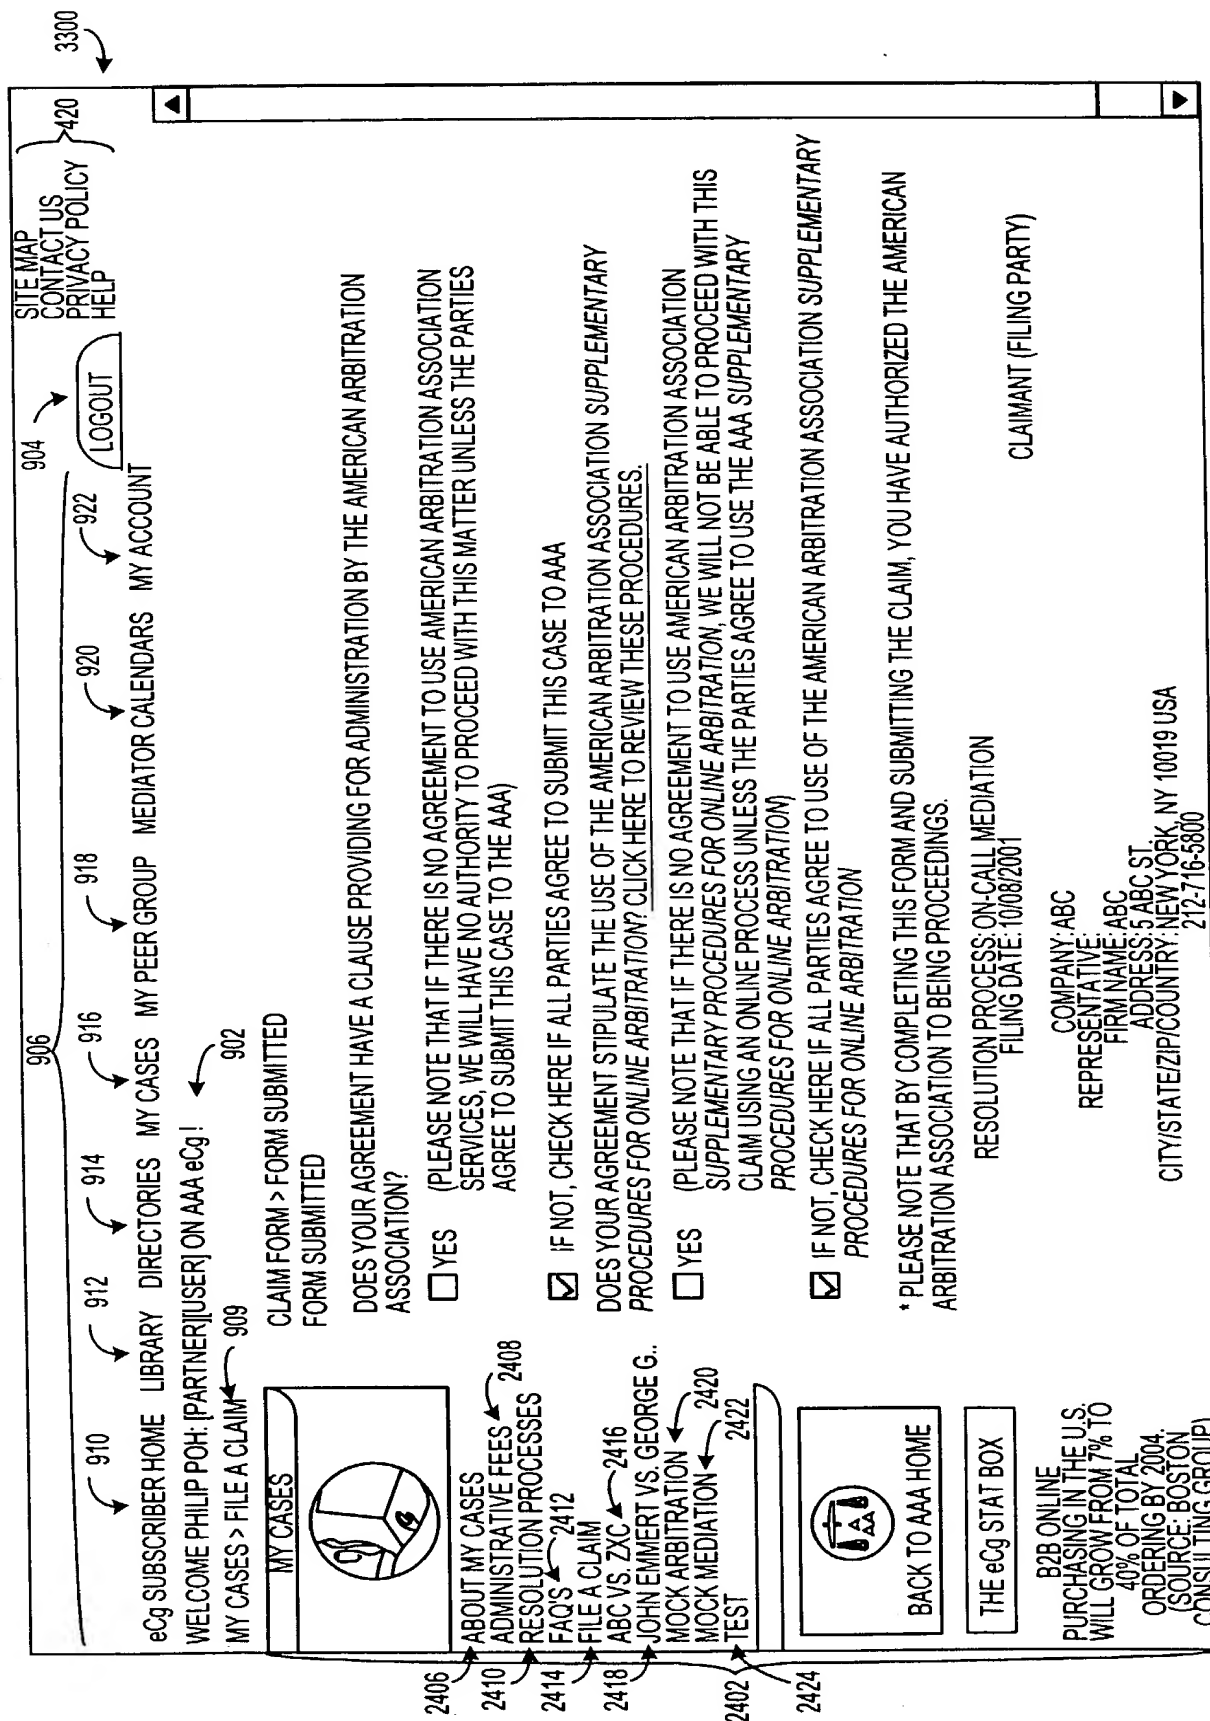 3300
SITE MAP
CONTACT US
PRIVACY POLICY
HELP
420
904
LOGOUT
906
910
912
914
916
918
920
922
eCg SUBSCRIBER HOME LIBRARY DIRECTORIES MY CASES MY PEER GROUP MEDIATOR CALENDARS MY ACCOUNT
WELCOME PHILIP POH: [PARTNER][USER] ON AAA eCg !
902
MY CASES > FILE A CLAIM
909
MY CASES
2406
ABOUT MY CASES
ADMINISTRATIVE FEES
2408
2410
RESOLUTION PROCESSES
FAQ'S
2412
2414
FILE A CLAIM
ABC VS. ZXC
2416
2418
JOHN EMMERT VS. GEORGE G..
MOCK ARBITRATION
2420
MOCK MEDIATION
2422
2402
TEST
2424
BACK TO AAA HOME
THE eCg STAT BOX
B2B ONLINE
PURCHASING IN THE U.S.
WILL GROW FROM 7% TO
40% OF TOTAL
ORDERING BY 2004.
(SOURCE: BOSTON
CONSULTING GROUP)
CLAIM FORM > FORM SUBMITTED
FORM SUBMITTED
DOES YOUR AGREEMENT HAVE A CLAUSE PROVIDING FOR ADMINISTRATION BY THE AMERICAN ARBITRATION
ASSOCIATION?
YES
(PLEASE NOTE THAT IF THERE IS NO AGREEMENT TO USE AMERICAN ARBITRATION ASSOCIATION
SERVICES, WE WILL HAVE NO AUTHORITY TO PROCEED WITH THIS MATTER UNLESS THE PARTIES
AGREE TO SUBMIT THIS CASE TO THE AAA)
IF NOT, CHECK HERE IF ALL PARTIES AGREE TO SUBMIT THIS CASE TO AAA
DOES YOUR AGREEMENT STIPULATE THE USE OF THE AMERICAN ARBITRATION ASSOCIATION SUPPLEMENTARY
PROCEDURES FOR ONLINE ARBITRATION? CLICK HERE TO REVIEW THESE PROCEDURES.
YES
(PLEASE NOTE THAT IF THERE IS NO AGREEMENT TO USE AMERICAN ARBITRATION ASSOCIATION
SUPPLEMENTARY PROCEDURES FOR ONLINE ARBITRATION, WE WILL NOT BE ABLE TO PROCEED WITH THIS
CLAIM USING AN ONLINE PROCESS UNLESS THE PARTIES AGREE TO USE THE AAA SUPPLEMENTARY
PROCEDURES FOR ONLINE ARBITRATION)
IF NOT, CHECK HERE IF ALL PARTIES AGREE TO USE OF THE AMERICAN ARBITRATION ASSOCIATION SUPPLEMENTARY
PROCEDURES FOR ONLINE ARBITRATION
* PLEASE NOTE THAT BY COMPLETING THIS FORM AND SUBMITTING THE CLAIM, YOU HAVE AUTHORIZED THE AMERICAN
ARBITRATION ASSOCIATION TO BEING PROCEEDINGS.
RESOLUTION PROCESS: ON-CALL MEDIATION
FILING DATE: 10/08/2001
CLAIMANT (FILING PARTY)
COMPANY: ABC
REPRESENTATIVE:
FIRM NAME: ABC
ADDRESS: 5 ABC ST.
CITY/STATE/ZIP/COUNTRY: NEW YORK, NY 10019 USA
212-716-5800